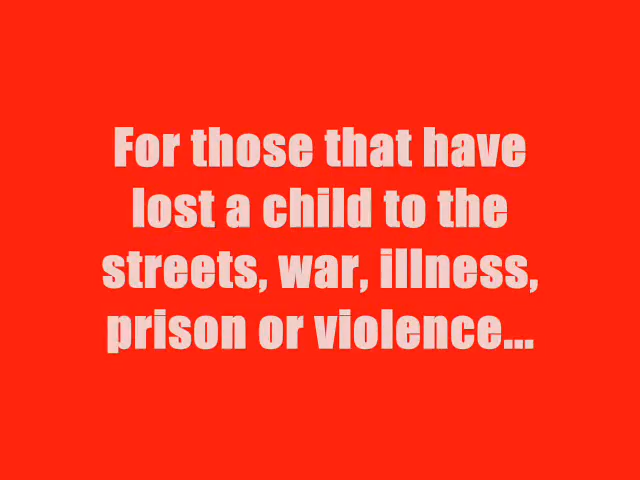 For those that have
lost a child to the
streets, war, illness,
prison or violence...